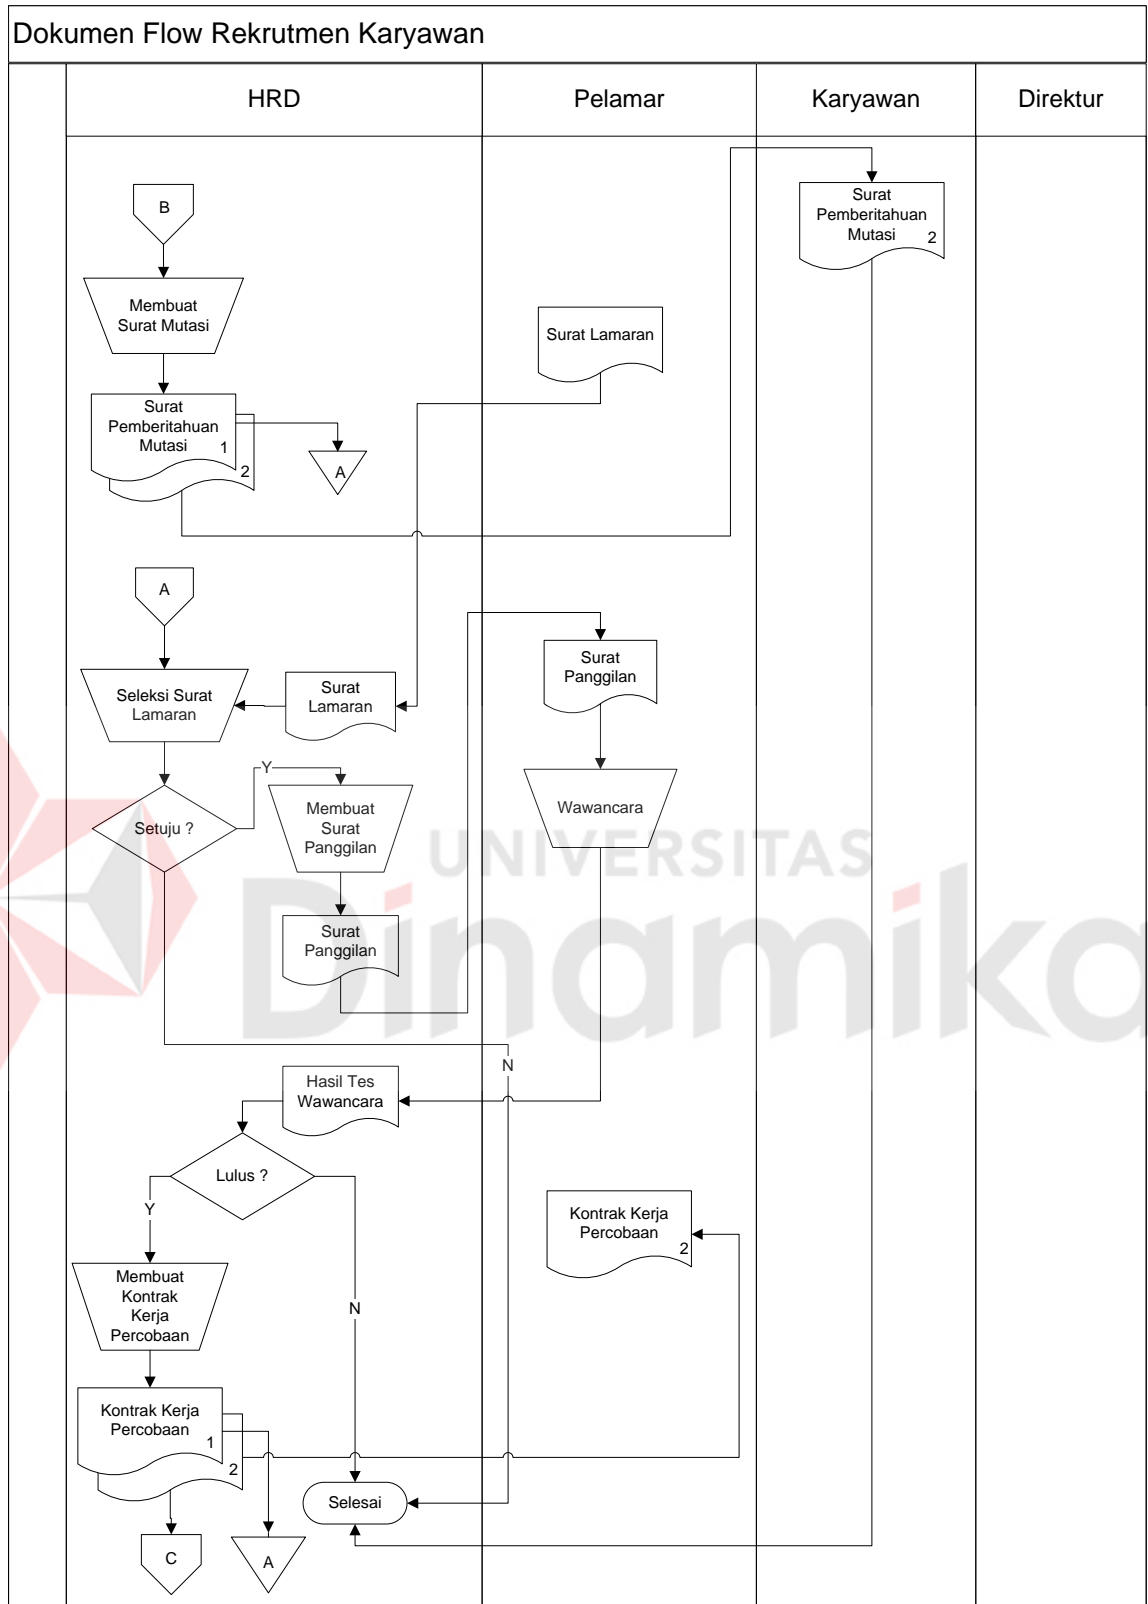 Dokumen Flow Rekrutmen Karyawan
HRD
Pelamar
Karyawan
Direktur
B
Membuat
Surat Mutasi
Surat
Pemberitahuan
Mutasi
1
2
A
Surat
Pemberitahuan
Mutasi
2
Surat Lamaran
A
Seleksi Surat
Lamaran
Surat
Lamaran
Surat
Panggilan
Setuju ?
Y
Membuat
Surat
Panggilan
Wawancara
UNIVERSITAS
Dinamika
Surat
Panggilan
N
Hasil Tes
Wawancara
Lulus ?
Y
N
Kontrak Kerja
Percobaan
2
Membuat
Kontrak
Kerja
Percobaan
Kontrak Kerja
Percobaan
1
2
Selesai
C
A